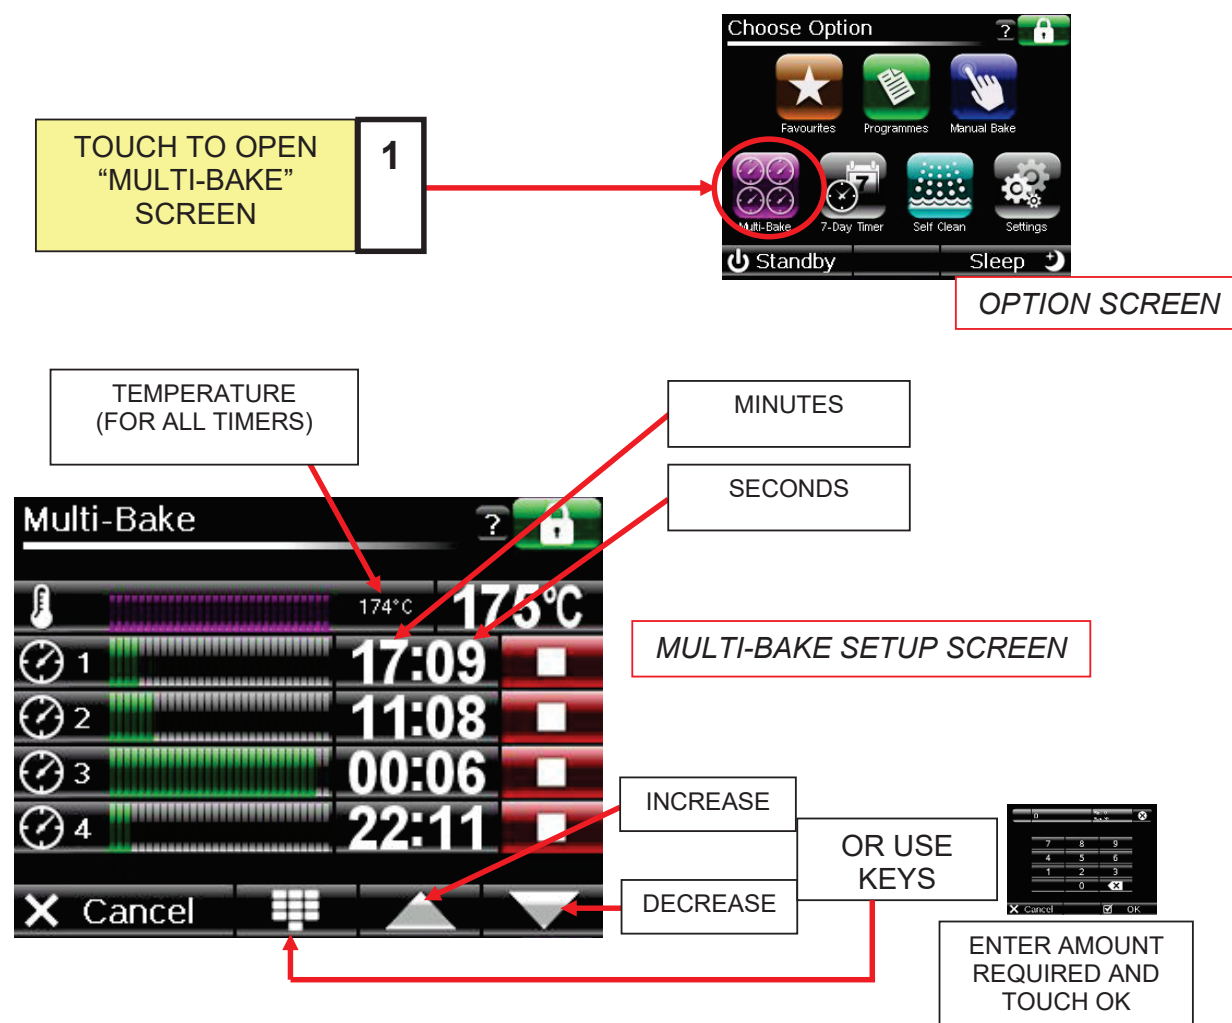 Choose Option
?
Favourites
Programmes
Manual Bake
TOUCH TO OPEN
“MULTI-BAKE”
SCREEN
1
7
Multi-Bake
7-Day Timer
Self Clean
Settings
Standby
Sleep
OPTION SCREEN
TEMPERATURE
(FOR ALL TIMERS)
MINUTES
SECONDS
Multi-Bake
?
174°C
175°C
1
17:09
MULTI-BAKE SETUP SCREEN
2
11:08
3
00:06
4
22:11
INCREASE
DECREASE
OR USE
KEYS
Cancel
0
7 8 9
4 5 6
1 2 3
0
Cancel
OK
ENTER AMOUNT
REQUIRED AND
TOUCH OK